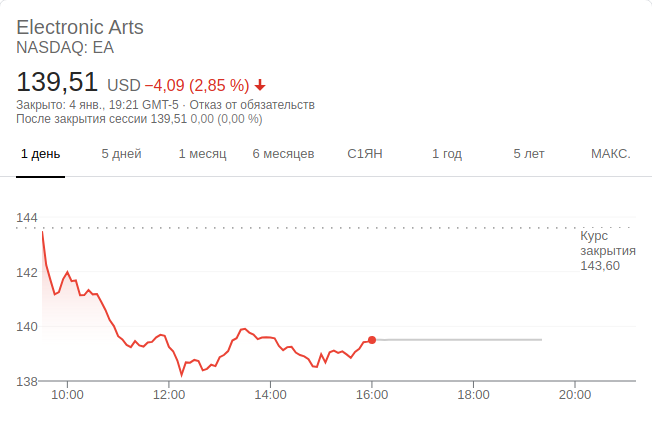 Electronic Arts
NASDAQ: EA
139,51 USD −4,09 (2,85 %)
Закрыто: 4 янв., 19:21 GMT-5 · Отказ от обязательств
После закрытия сессии 139,51 0,00 (0,00 %)
1 день 5 дней 1 месяц 6 месяцев С1ЯН 1 год 5 лет МАКС.
144
Курс
закрытия
143,60
142
140
138
10:00 12:00 14:00 16:00 18:00 20:00